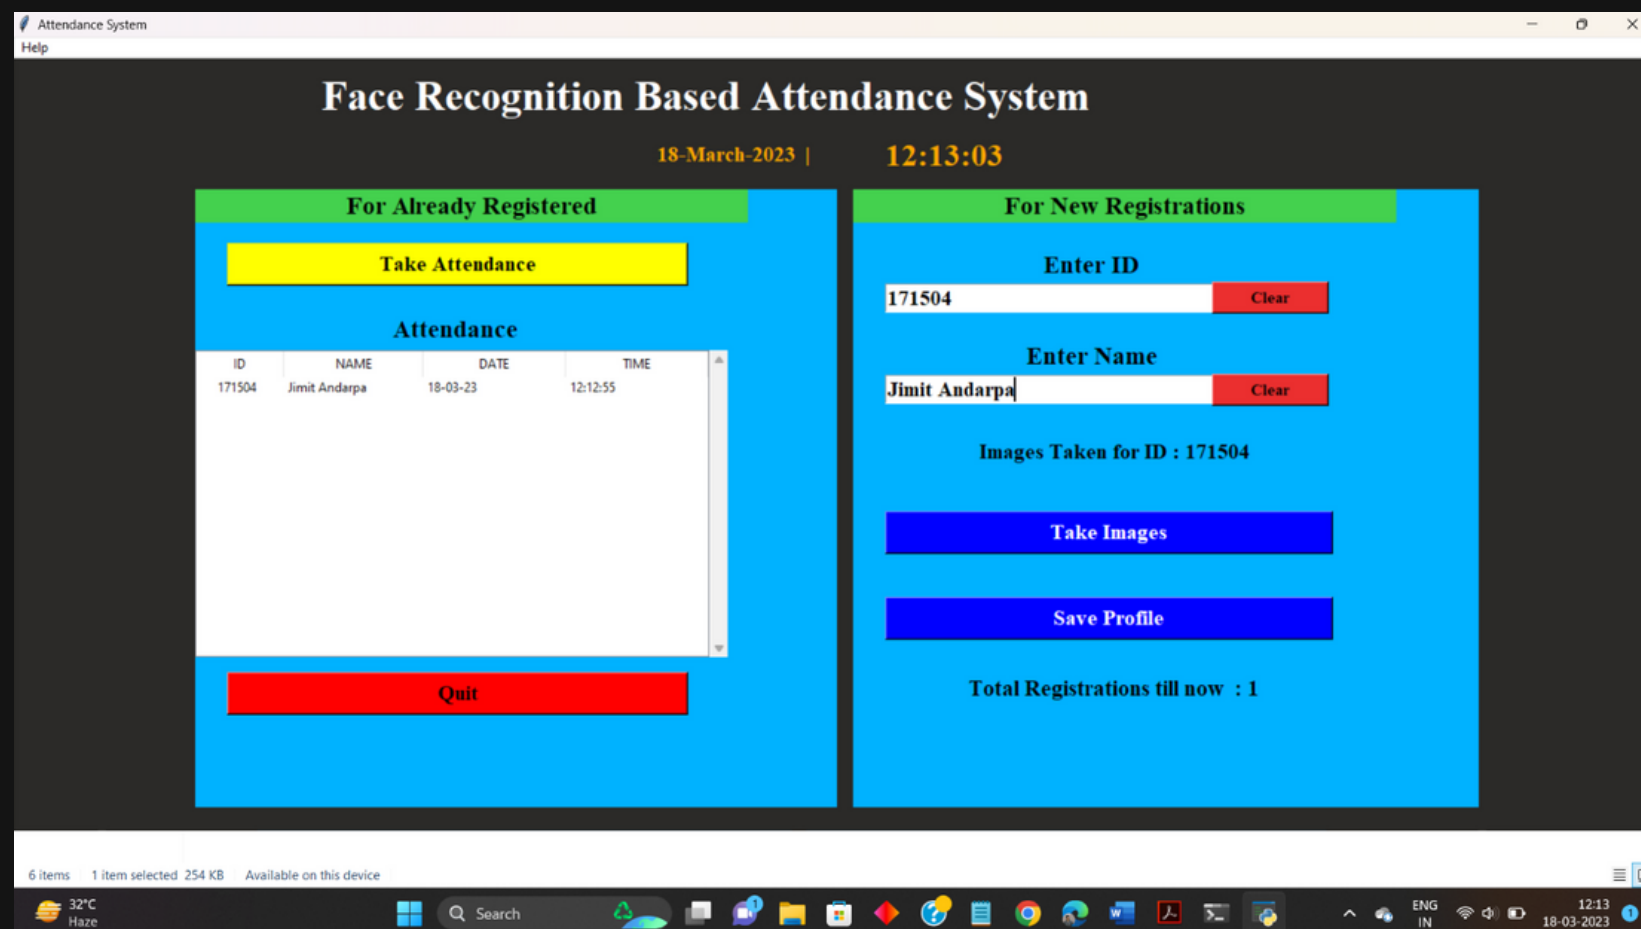 Attendance System
Help
Face Recognition Based Attendance System
18-March-2023 | 12:13:03
For Already Registered
Take Attendance
Attendance
ID NAME DATE TIME
171504 Jimit Andarpa 18-03-23 12:12:55
Quit
For New Registrations
Enter ID
171504 Clear
Enter Name
Jimit Andarpa Clear
Images Taken for ID : 171504
Take Images
Save Profile
Total Registrations till now : 1
6 items 1 item selected 254 KB Available on this device
32°C
Haze
Search
1
ENG
IN
12:13
18-03-2023
1